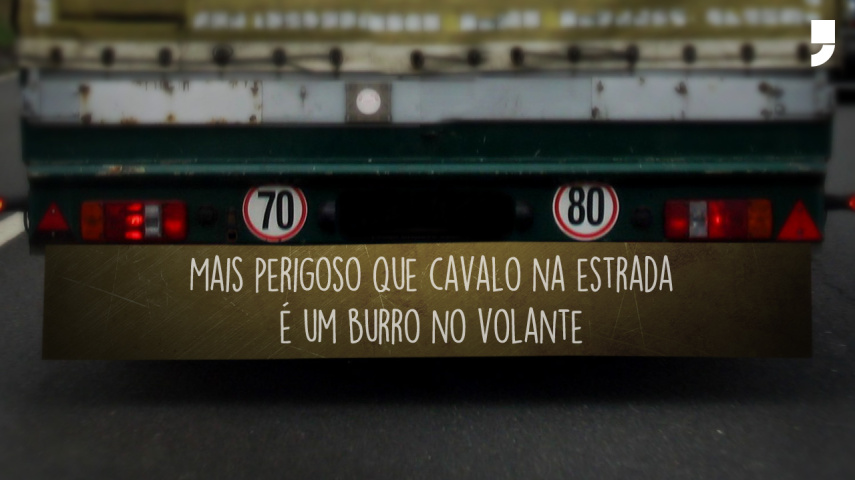 70 80
MAIS PERIGOSO QUE CAVALO NA ESTRADA
É UM BURRO NO VOLANTE